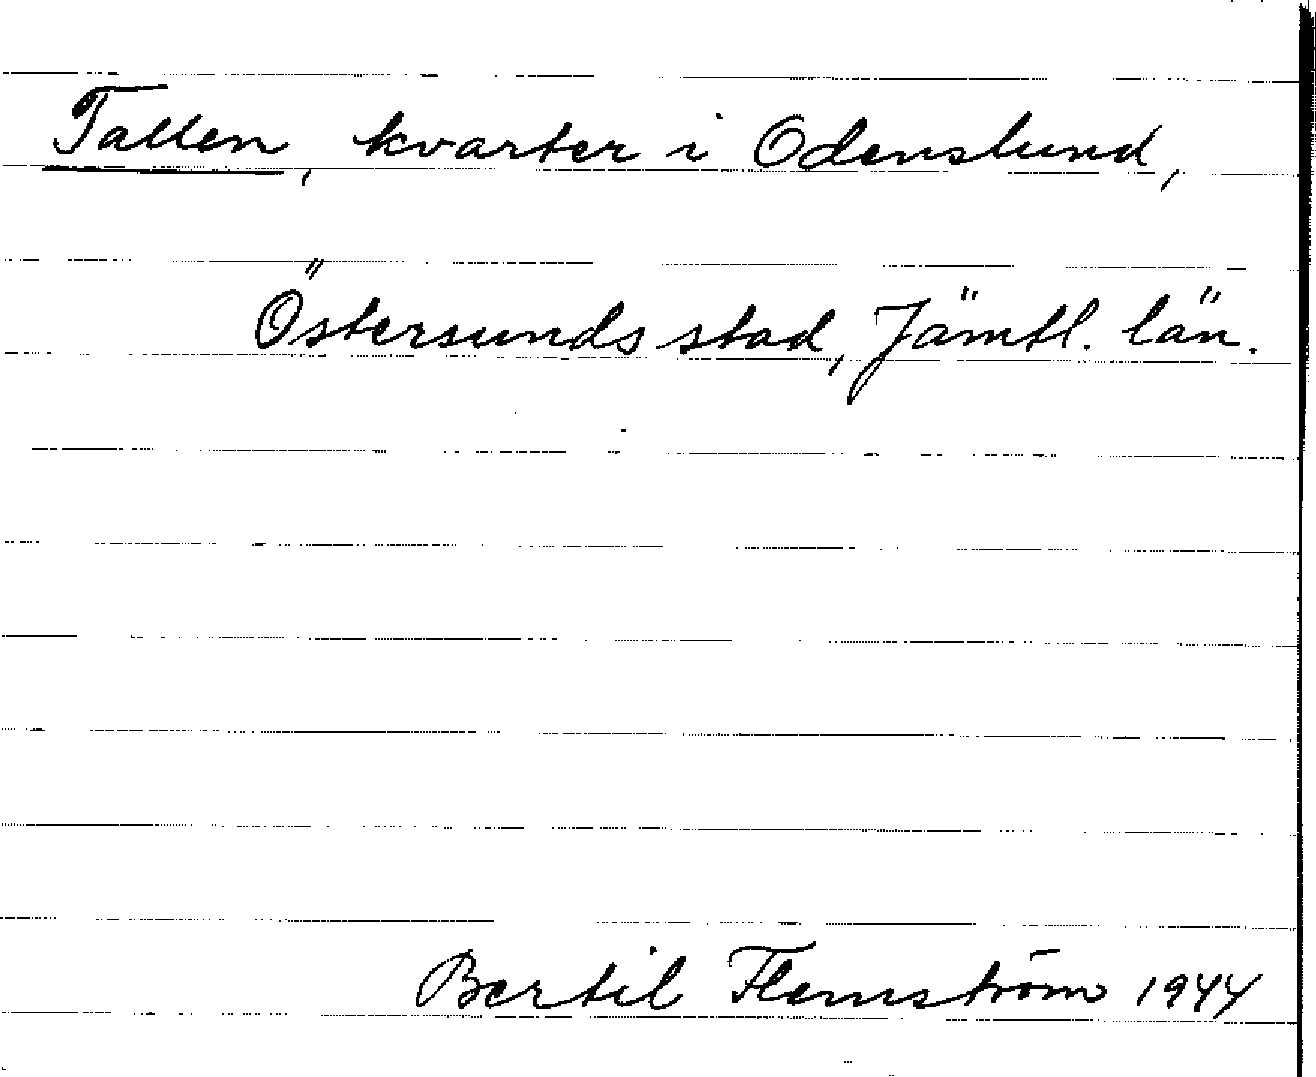 Tallen, kvarter i Odenslund,
Östersunds stad, Jämtl. län.
Bertil Flemström 1944